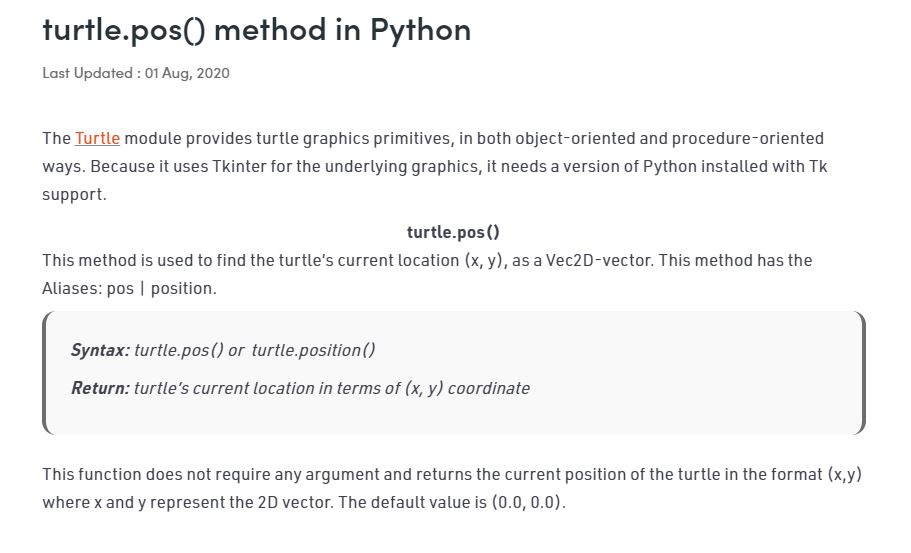 turtle.pos() method in Python
Last Updated : 01 Aug, 2020
The Turtle module provides turtle graphics primitives, in both object-oriented and procedure-oriented
ways. Because it uses Tkinter for the underlying graphics, it needs a version of Python installed with Tk
support.
turtle.pos()
This method is used to find the turtle’s current location (x, y), as a Vec2D-vector. This method has the
Aliases: pos | position.
Syntax: turtle.pos() or turtle.position()
Return: turtle’s current location in terms of (x, y) coordinate
This function does not require any argument and returns the current position of the turtle in the format (x,y)
where x and y represent the 2D vector. The default value is (0.0, 0.0).